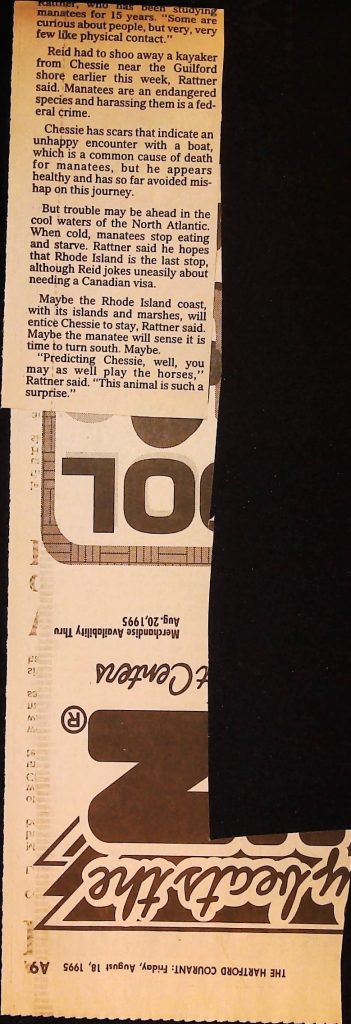 Rattner, who has been studying
manatees for 15 years. "Some are
curious about people, but very, very
few like physical contact."
Reid had to shoo away a kayaker
from Chessie near the Guilford
shore earlier this week, Rattner
said. Manatees are an endangered
species and harassing them is a fed-
eral crime.
Chessie has scars that indicate an
unhappy encounter with a boat,
which is a common cause of death
for manatees, but he appears
healthy and has so far avoided mis-
hap on this journey.
But trouble may be ahead in the
cool waters of the North Atlantic.
When cold, manatees stop eating
and starve. Rattner said he hopes
that Rhode Island is the last stop,
although Reid jokes uneasily about
needing a Canadian visa.
Maybe the Rhode Island coast,
with its islands and marshes, will
entice Chessie to stay, Rattner said.
Maybe the manatee will sense it is
time to turn south. Maybe.
"Predicting Chessie, well, you
may as well play the horses,"
Rattner said. "This animal is such a
surprise."
OOL
Merchandise Availability Thru
Aug. 20, 1995
t Centers
®
beats the
A9 THE HARTFORD COURANT: Friday, August 18, 1995